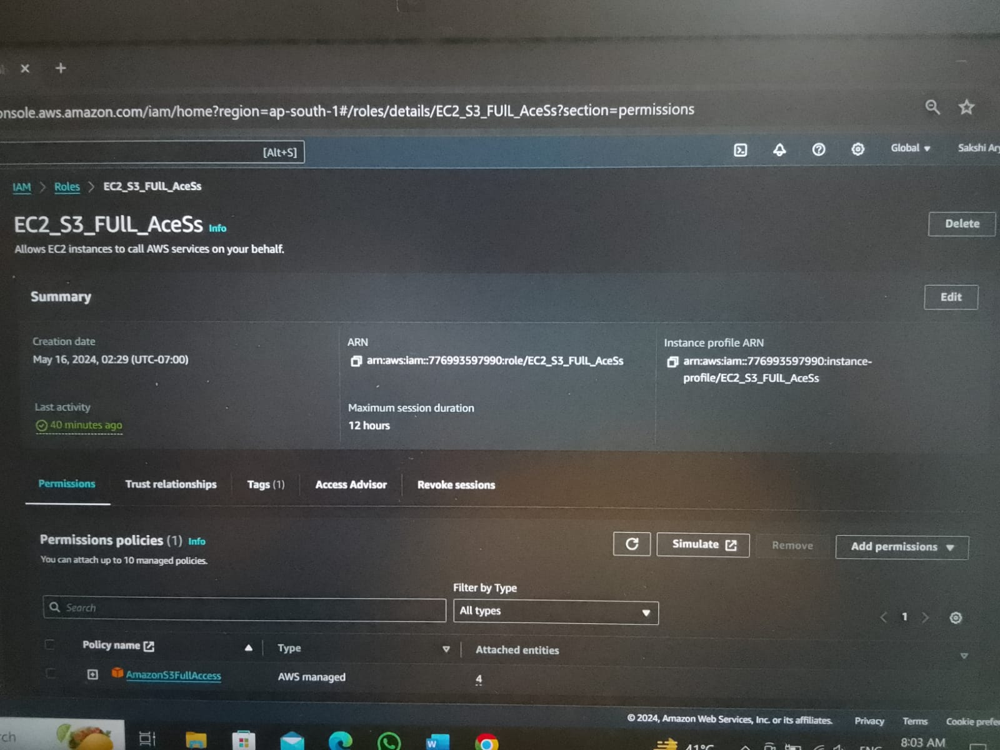 onsole.aws.amazon.com/iam/home?region=ap-south-1#/roles/details/EC2_S3_FUlL_AceSs?section=permissions
[Alt+S]
Global
Sakshi Ary
IAM > Roles > EC2_S3_FUlL_AceSs
EC2_S3_FUlL_AceSs Info
Delete
Allows EC2 instances to call AWS services on your behalf.
Summary
Edit
Creation date
May 16, 2024, 02:29 (UTC-07:00)
ARN
arn:aws:iam::776993597990:role/EC2_S3_FUlL_AceSs
Instance profile ARN
arn:aws:iam::776993597990:instance-
profile/EC2_S3_FUlL_AceSs
Last activity
40 minutes ago
Maximum session duration
12 hours
Permissions
Trust relationships
Tags (1)
Access Advisor
Revoke sessions
Permissions policies (1) Info
You can attach up to 10 managed policies.
Simulate
Remove
Add permissions
Filter by Type
Search
All types
1
Policy name
Type
Attached entities
AmazonS3FullAccess
AWS managed
4
© 2024, Amazon Web Services, Inc. or its affiliates.
Privacy
Terms
Cookie prefe
rch
41°C
ENG
8:03 AM